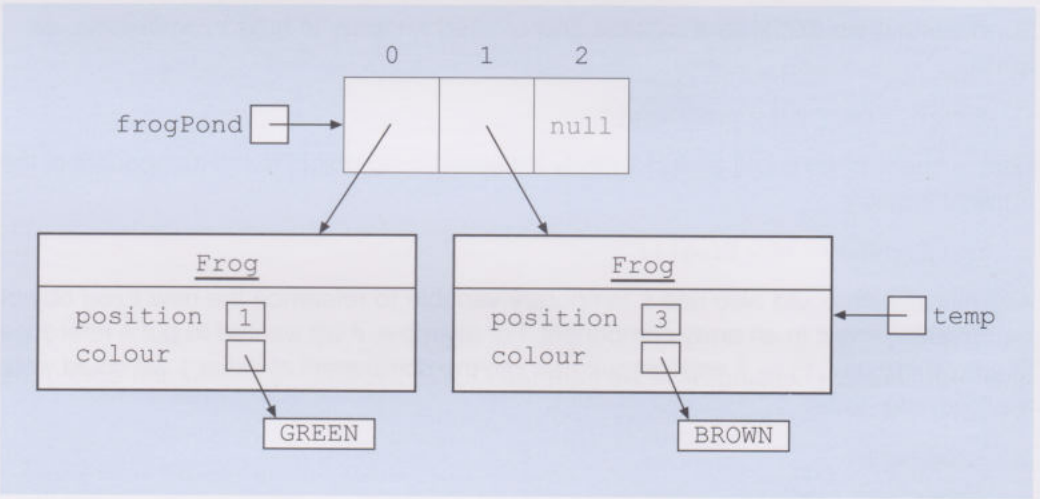 0 1 2
frogPond null
Frog Frog
position 1 position 3 temp
colour colour
GREEN BROWN